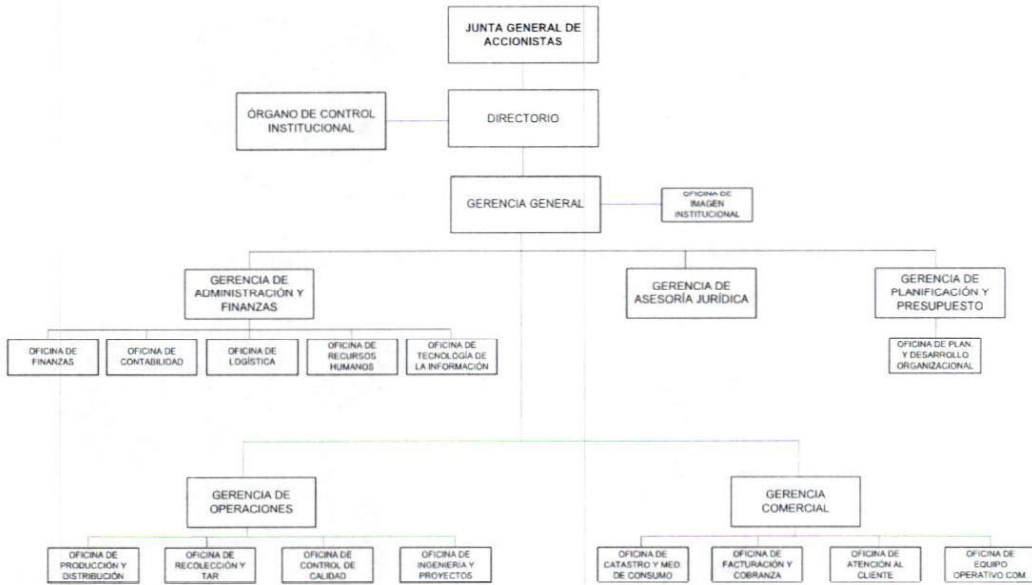 JUNTA GENERAL DE
ACCIONISTAS
ÓRGANO DE CONTROL
INSTITUCIONAL
DIRECTORIO
GERENCIA GENERAL
OFICINA DE
IMAGEN
INSTITUCIONAL
GERENCIA DE
ADMINISTRACIÓN Y
FINANZAS
GERENCIA DE
ASESORÍA JURÍDICA
GERENCIA DE
PLANIFICACIÓN Y
PRESUPUESTO
OFICINA DE
FINANZAS
OFICINA DE
CONTABILIDAD
OFICINA DE
LOGÍSTICA
OFICINA DE
RECURSOS
HUMANOS
OFICINA DE
TECNOLOGÍA DE
LA INFORMACIÓN
OFICINA DE PLAN.
Y DESARROLLO
ORGANIZACIONAL
GERENCIA DE
OPERACIONES
GERENCIA
COMERCIAL
OFICINA DE
PRODUCCIÓN Y
DISTRIBUCIÓN
OFICINA DE
RECOLECCIÓN Y
TAR
OFICINA DE
CONTROL DE
CALIDAD
OFICINA DE
INGENIERÍA Y
PROYECTOS
OFICINA DE
CATASTRO Y MED.
DE CONSUMO
OFICINA DE
FACTURACIÓN Y
COBRANZA
OFICINA DE
ATENCIÓN AL
CLIENTE
OFICINA DE
EQUIPO
OPERATIVO COM.